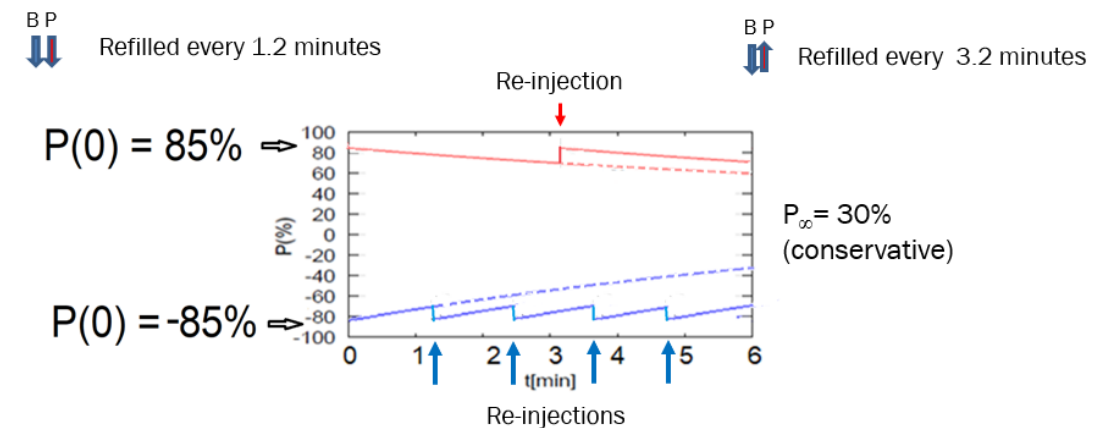 B P
Refilled every 1.2 minutes
B P
Refilled every 3.2 minutes
Re-injection
P(0) = 85%
P(0) = -85%
100
80
60
40
20
0
-20
-40
-60
-80
-100
P(%)
0 1 2 3 4 5 6
t[min]
Re-injections
P∞= 30%
(conservative)